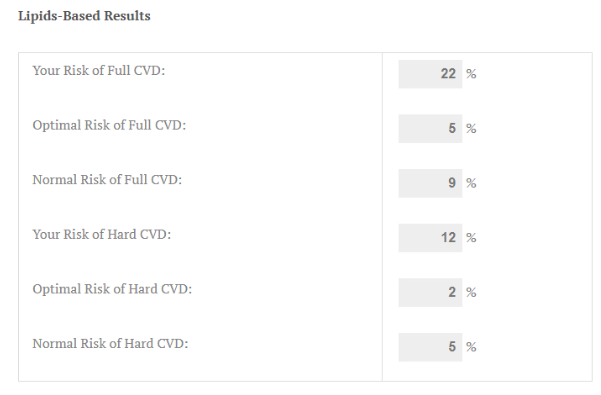 Lipids-Based Results
Your Risk of Full CVD: 22 %
Optimal Risk of Full CVD: 5 %
Normal Risk of Full CVD: 9 %
Your Risk of Hard CVD: 12 %
Optimal Risk of Hard CVD: 2 %
Normal Risk of Hard CVD: 5 %